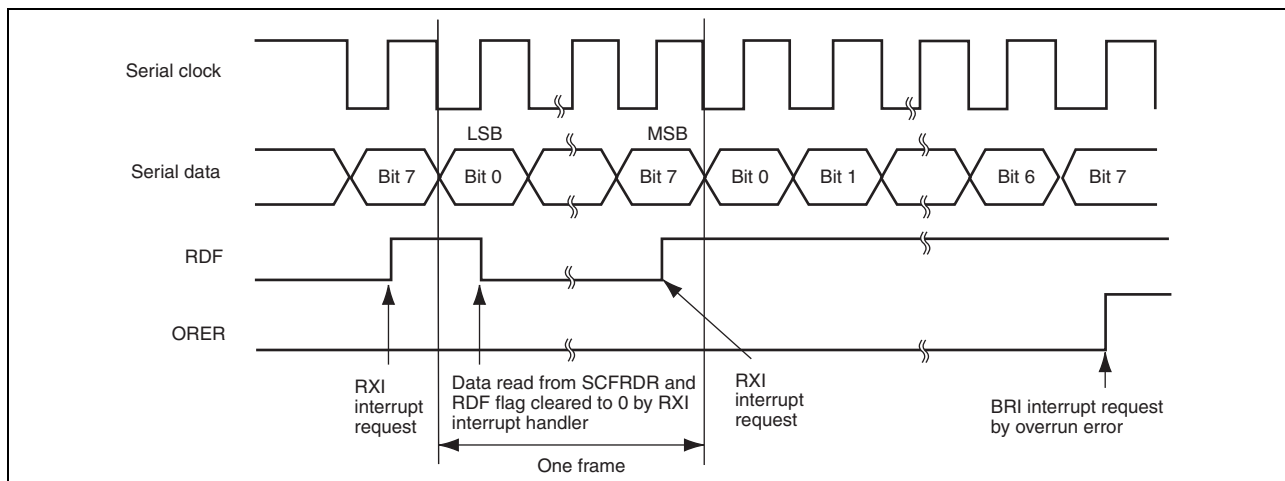 Serial clock
LSB
MSB
Serial data
Bit 7
Bit 0
Bit 7
Bit 0
Bit 1
Bit 6
Bit 7
RDF
ORER
RXI
interrupt
request
Data read from SCFRDR and
RDF flag cleared to 0 by RXI
interrupt handler
RXI
interrupt
request
BRI interrupt request
by overrun error
One frame